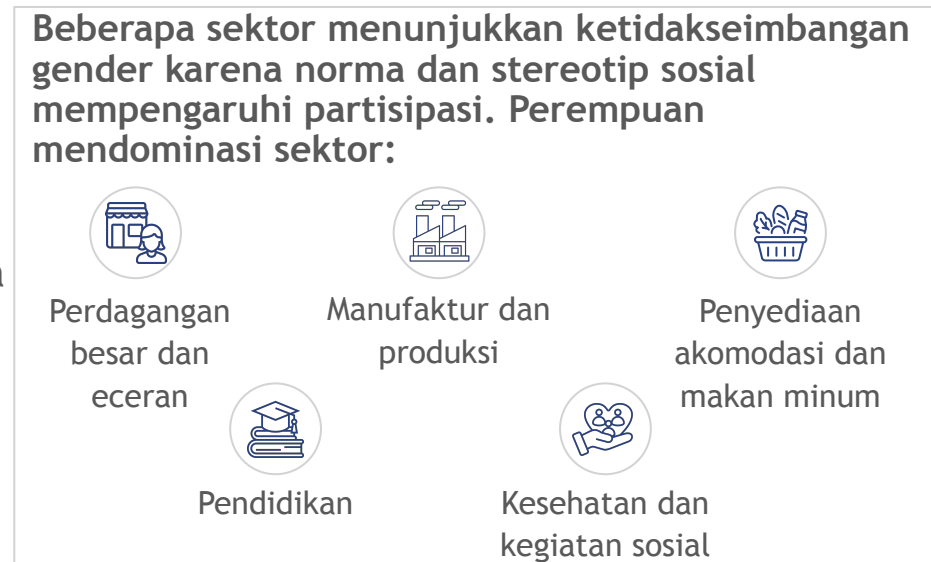 Beberapa sektor menunjukkan ketidakseimbangan
gender karena norma dan stereotip sosial
mempengaruhi partisipasi. Perempuan
mendominasi sektor:
Perdagangan
besar dan
eceran
Manufaktur dan
produksi
Penyediaan
akomodasi dan
makan minum
Pendidikan
Kesehatan dan
kegiatan sosial